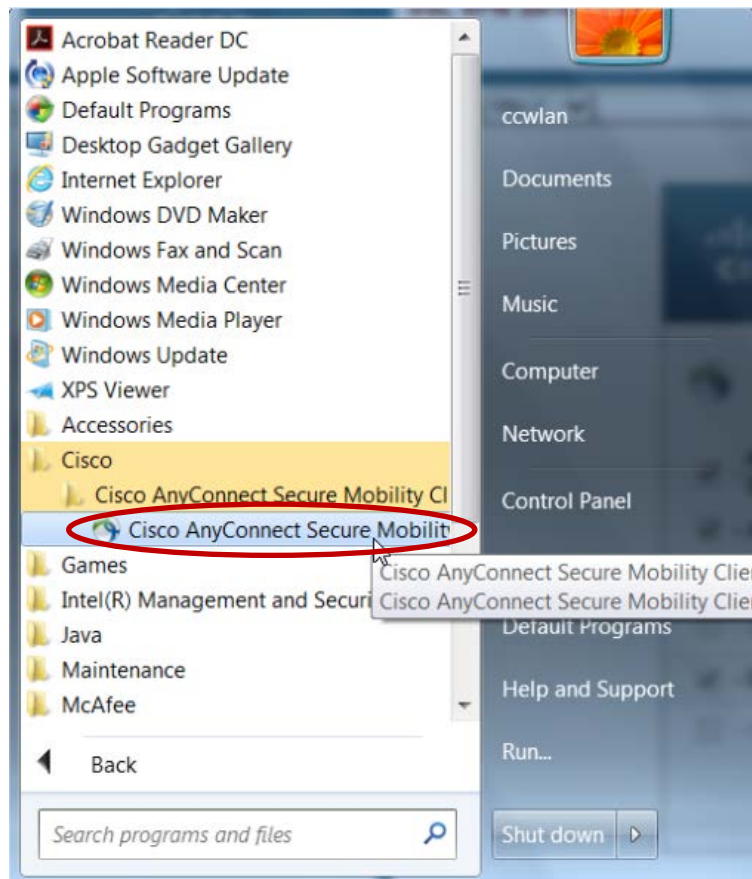 Acrobat Reader DC
Apple Software Update
Default Programs
Desktop Gadget Gallery
Internet Explorer
Windows DVD Maker
Windows Fax and Scan
Windows Media Center
Windows Media Player
Windows Update
XPS Viewer
Accessories
Cisco
Cisco AnyConnect Secure Mobility Cl
Cisco AnyConnect Secure Mobilit
Games
Intel(R) Management and Securi
Java
Maintenance
McAfee
Back
Search programs and files
ccwlan
Documents
Pictures
Music
Computer
Network
Control Panel
Cisco AnyConnect Secure Mobility Clie
Cisco AnyConnect Secure Mobility Clie
Default Programs
Help and Support
Run...
Shut down